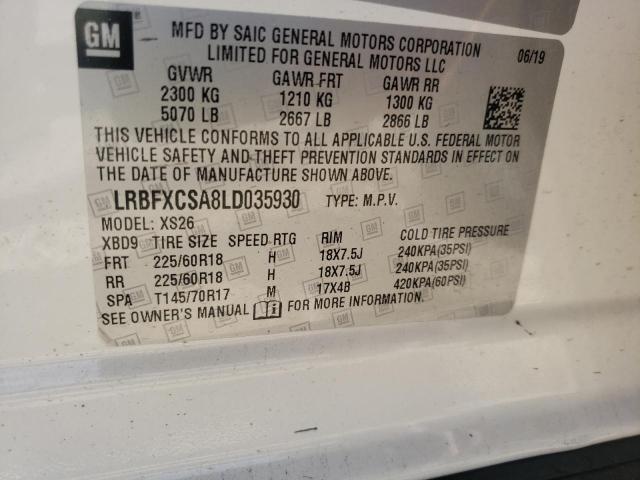 GM
MFD BY SAIC GENERAL MOTORS CORPORATION
LIMITED FOR GENERAL MOTORS LLC
06/19
GVWR GAWR FRT GAWR RR
2300 KG 1210 KG 1300 KG
5070 LB 2667 LB 2866 LB
THIS VEHICLE CONFORMS TO ALL APPLICABLE U.S. FEDERAL MOTOR
VEHICLE SAFETY AND THEFT PREVENTION STANDARDS IN EFFECT ON
THE DATE OF MANUFACTURE SHOWN ABOVE.
LRBFXCSA8LD035930 TYPE: M.P.V.
MODEL: XS26
XBD9 TIRE SIZE SPEED RTG RIM COLD TIRE PRESSURE
FRT 225/60R18 H 18X7.5J 240KPA(35PSI)
RR 225/60R18 H 18X7.5J 240KPA(35PSI)
SPA T145/70R17 M 17X4B 420KPA(60PSI)
SEE OWNER'S MANUAL FOR MORE INFORMATION.